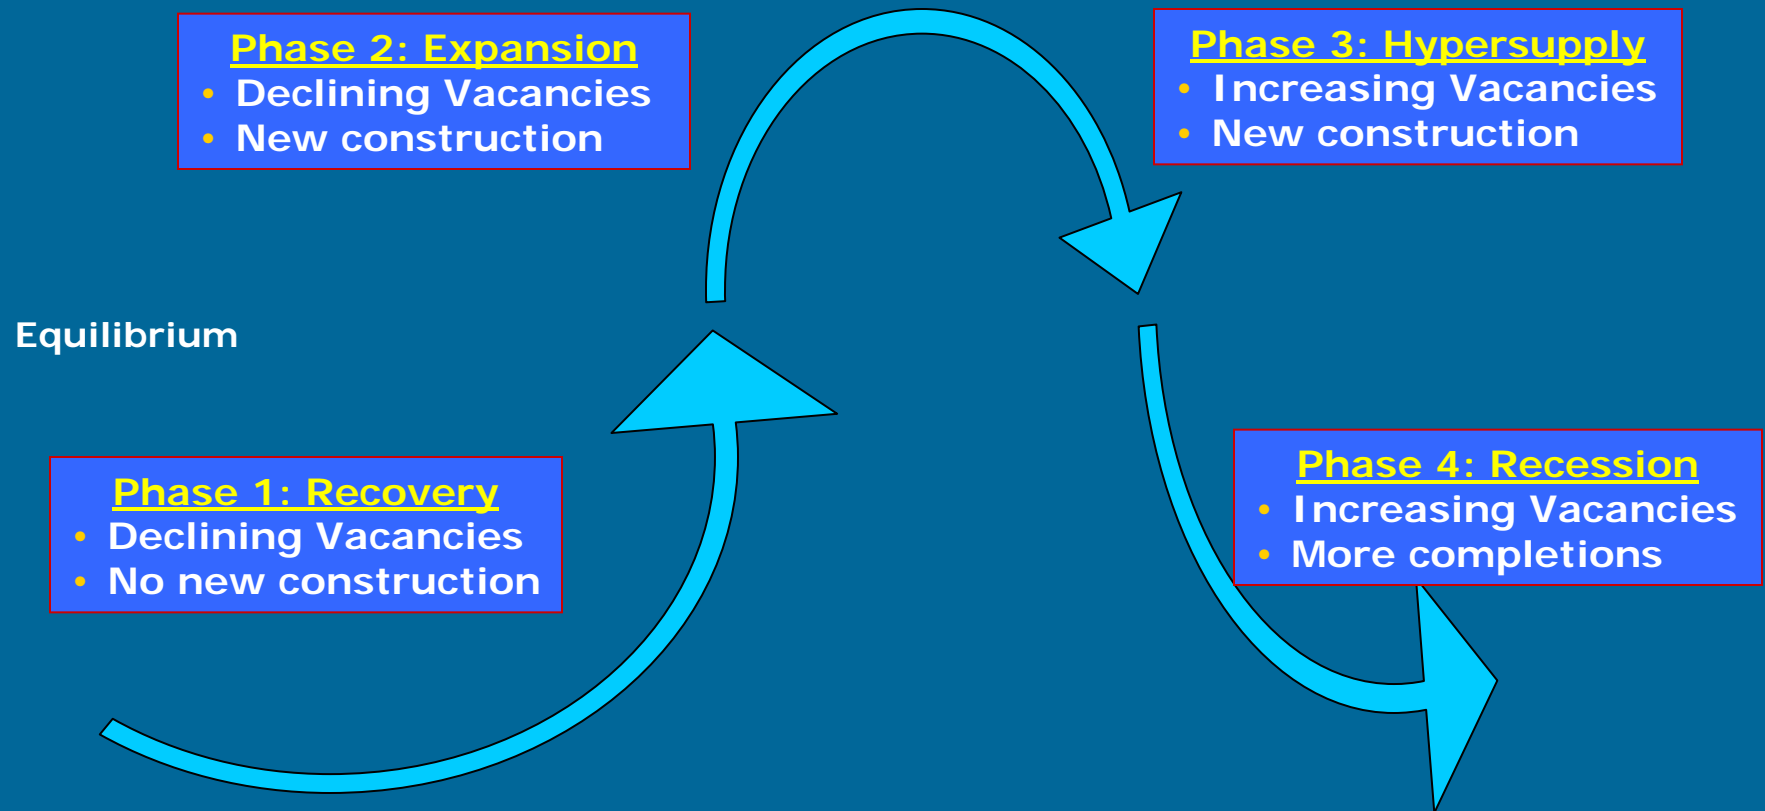 Phase 2: Expansion
• Declining Vacancies
• New construction
Phase 3: Hypersupply
• Increasing Vacancies
• New construction
Equilibrium
Phase 1: Recovery
• Declining Vacancies
• No new construction
Phase 4: Recession
• Increasing Vacancies
• More completions